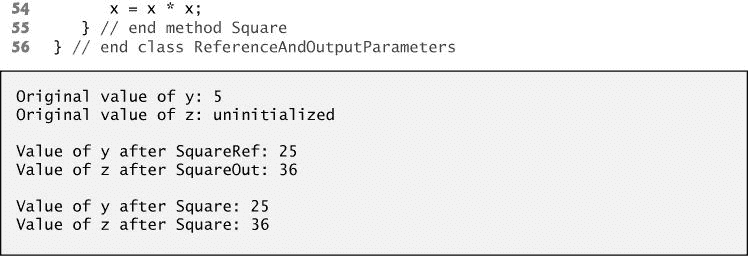 54 x = x * x;
55 } // end method Square
56 } // end class ReferenceAndOutputParameters
Original value of y: 5
Original value of z: uninitialized
Value of y after SquareRef: 25
Value of z after SquareOut: 36
Value of y after Square: 25
Value of z after Square: 36